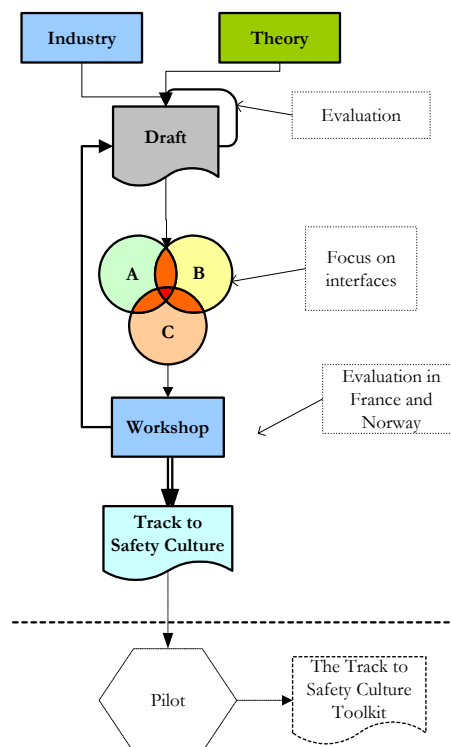 Industry
Theory
Evaluation
Draft
A
B
Focus on
interfaces
C
Evaluation in
France and
Norway
Workshop
Track to
Safety Culture
Pilot
The Track to
Safety Culture
Toolkit